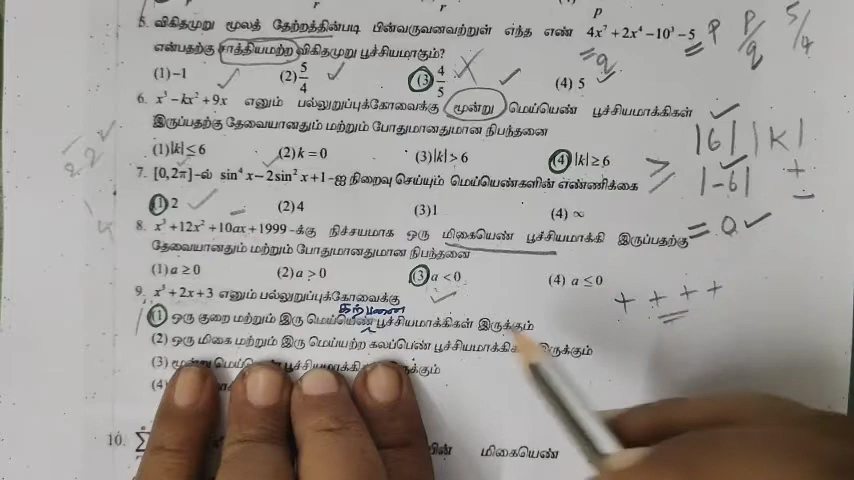 5. விகிதமுறு மூலத் தேற்றத்தின்படி பின்வருவனவற்றுள் எந்த எண் 4x⁷ + 2x⁴ − 10³ − 5
என்பதற்கு சாத்தியமற்ற விகிதமுறு பூச்சியமாகும்?
(1) −1 (2) 5/4 (3) 4/5 (4) 5
6. x³ − kx² + 9x எனும் பல்லுறுப்புக்கோவைக்கு மூன்று மெய்யெண் பூச்சியமாக்கிகள்
இருப்பதற்கு தேவையானதும் மற்றும் போதுமானதுமான நிபந்தனை
(1) |k| ≤ 6 (2) k = 0 (3) |k| > 6 (4) |k| ≥ 6
7. [0, 2π] -ல் sin⁴ x − 2sin² x + 1 -ஐ நிறைவு செய்யும் மெய்யெண்களின் எண்ணிக்கை
(1) 2 (2) 4 (3) 1 (4) ∞
8. x³ + 12x² + 10ax + 1999 -க்கு நிச்சயமாக ஒரு மிகையெண் பூச்சியமாக்கி இருப்பதற்கு
தேவையானதும் மற்றும் போதுமானதுமான நிபந்தனை
(1) a ≥ 0 (2) a > 0 (3) a < 0 (4) a ≤ 0
9. x³ + 2x + 3 எனும் பல்லுறுப்புக்கோவைக்கு
கற்பனை
(1) ஒரு குறை மற்றும் இரு மெய்யெண் பூச்சியமாக்கிகள் இருக்கும்
(2) ஒரு மிகை மற்றும் இரு மெய்யற்ற கலப்பெண் இருக்கும்
(3)
(4)
10. மிகையெண்
P P/q 5/4
q
|6| |k|
|−6| + −
= 0
+ + + +